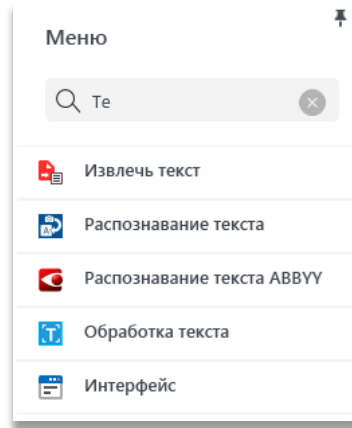 Меню
Те
Извлечь текст
Распознавание текста
Распознавание текста ABBYY
Обработка текста
Интерфейс